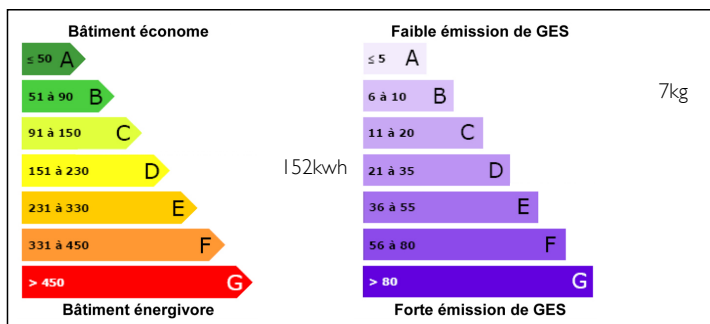 Bâtiment économe
≤ 50 A
51 à 90 B
91 à 150 C
151 à 230 D
152kwh
231 à 330 E
331 à 450 F
> 450 G
Bâtiment énergivore
Faible émission de GES
≤ 5 A
6 à 10 B
7kg
11 à 20 C
21 à 35 D
36 à 55 E
56 à 80 F
> 80 G
Forte émission de GES